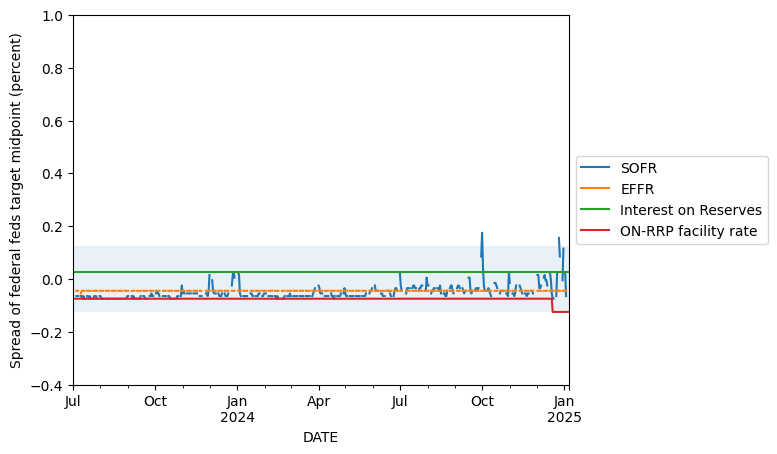 Spread of federal feds target midpoint (percent)
1.0
0.8
0.6
0.4
0.2
0.0
−0.2
−0.4
Jul
Oct
Jan
2024
Apr
Jul
Oct
Jan
2025
DATE
SOFR
EFFR
Interest on Reserves
ON-RRP facility rate